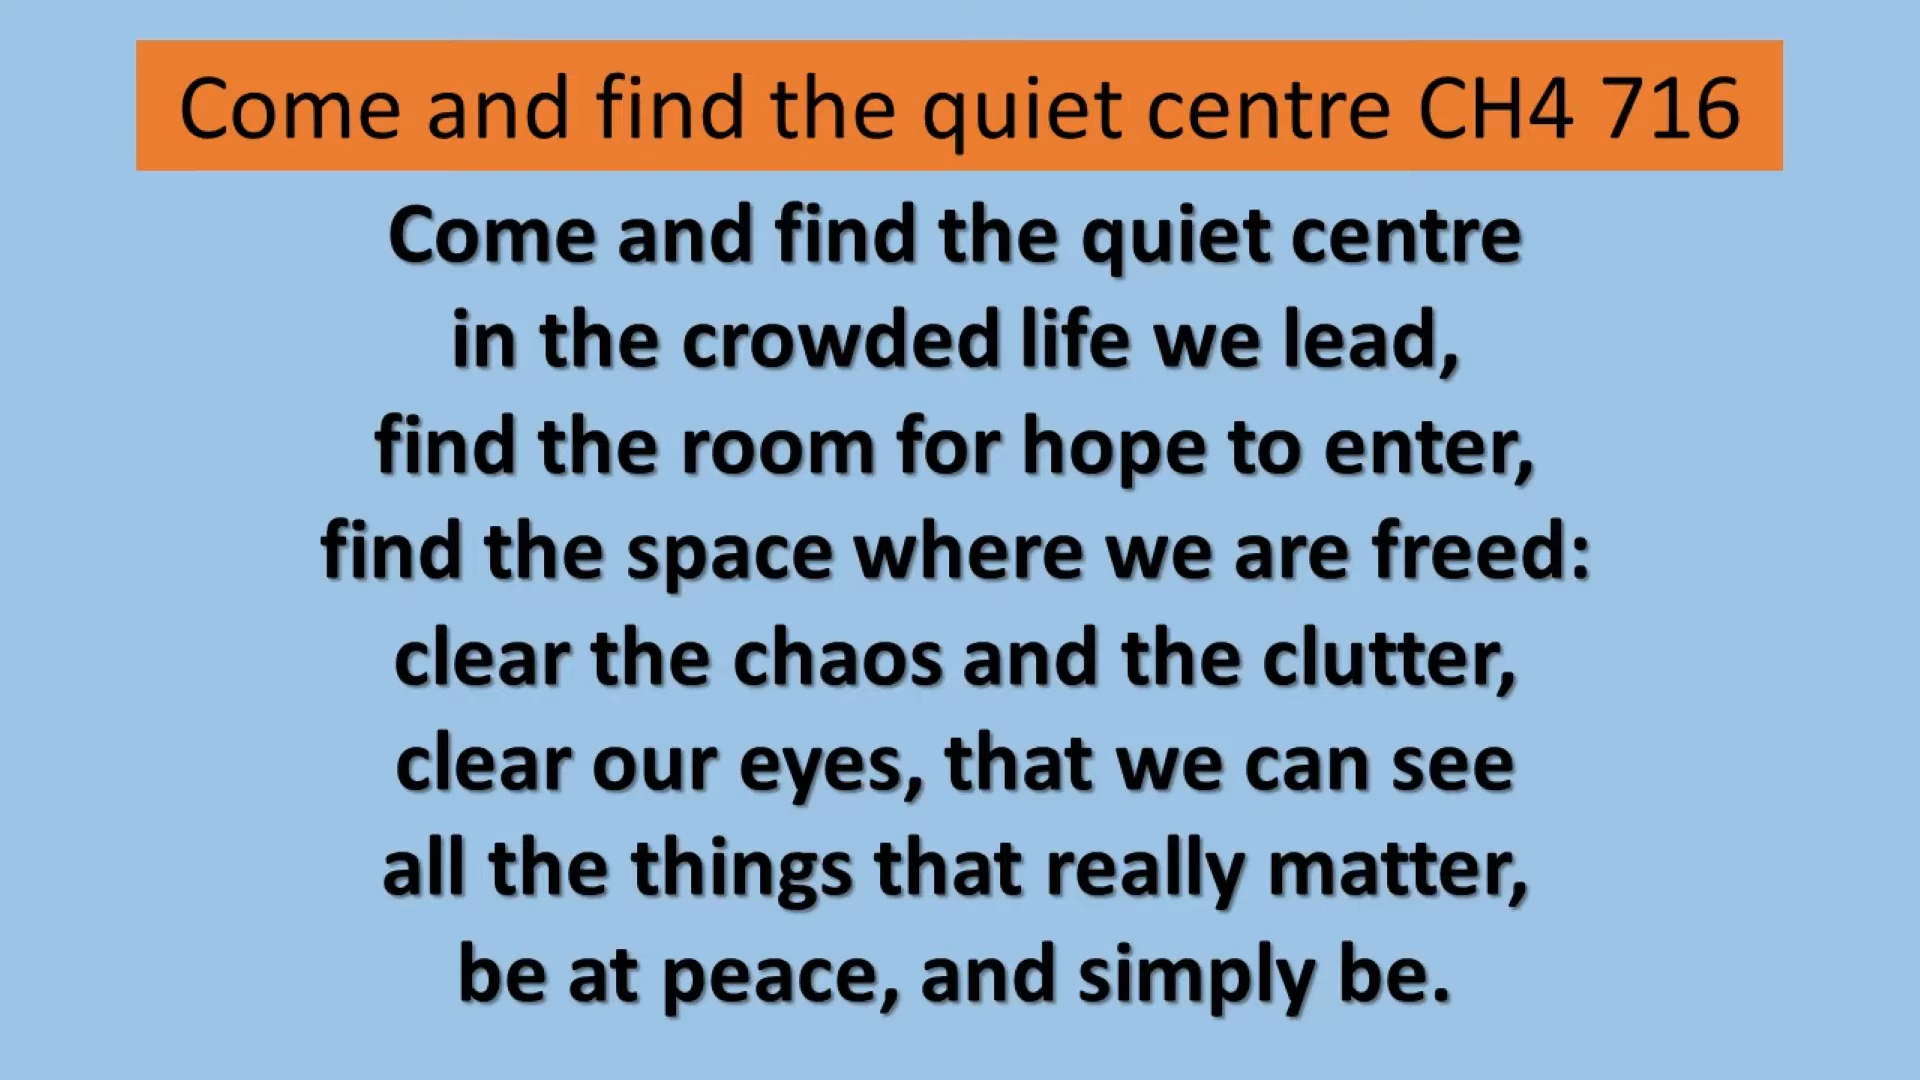 Come and find the quiet centre CH4 716
Come and find the quiet centre
in the crowded life we lead,
find the room for hope to enter,
find the space where we are freed:
clear the chaos and the clutter,
clear our eyes, that we can see
all the things that really matter,
be at peace, and simply be.